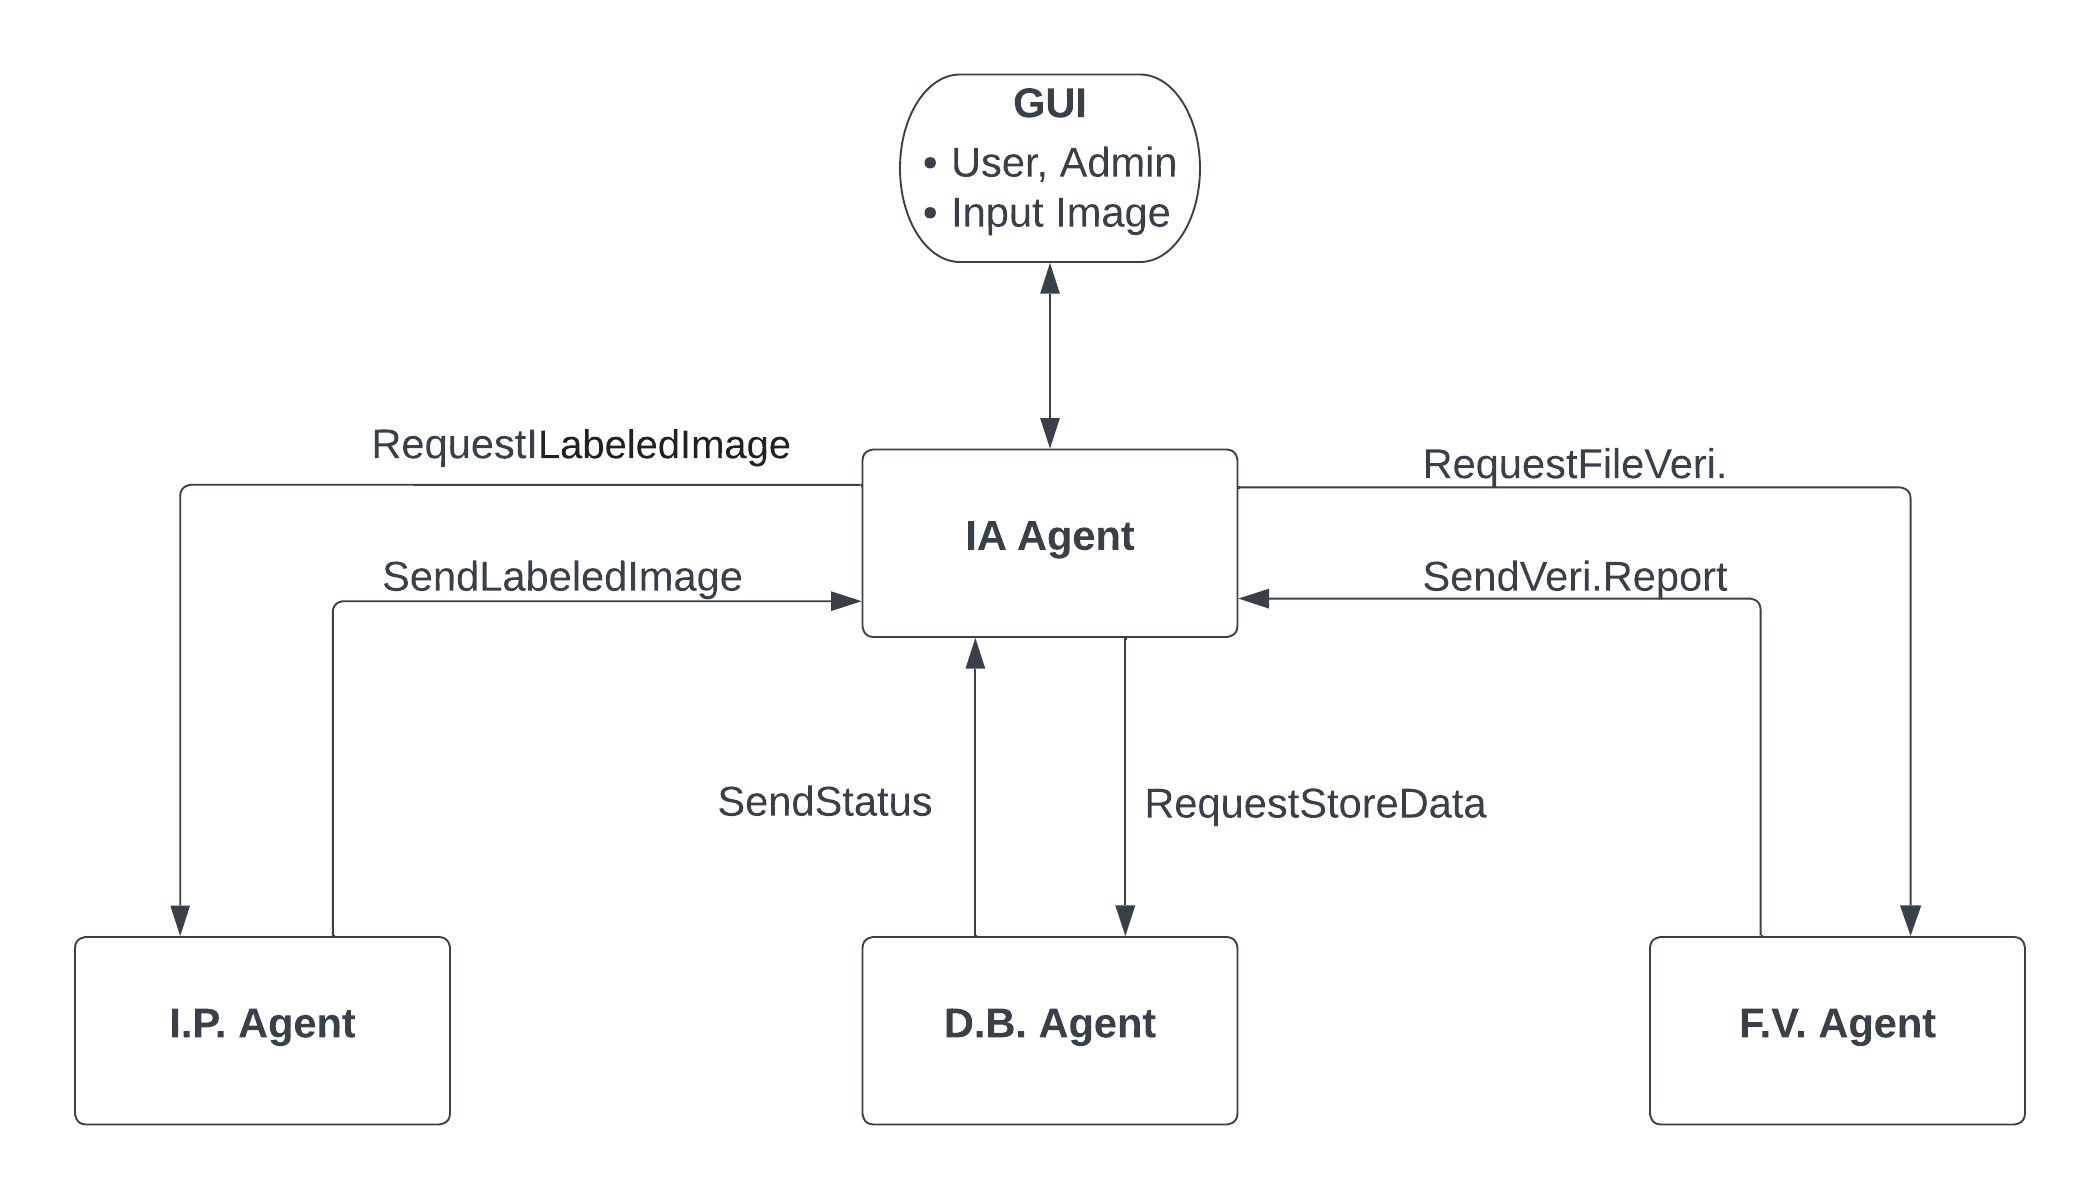 GUI
• User, Admin
• Input Image
RequestILabeledImage
RequestFileVeri.
IA Agent
SendLabeledImage
SendVeri.Report
SendStatus
RequestStoreData
I.P. Agent
D.B. Agent
F.V. Agent